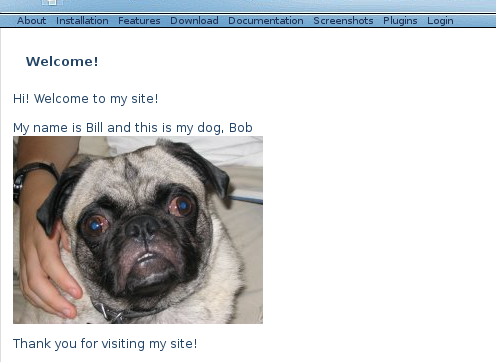 About Installation Features Download Documentation Screenshots Plugins Login
Welcome!
Hi! Welcome to my site!
My name is Bill and this is my dog, Bob
Thank you for visiting my site!